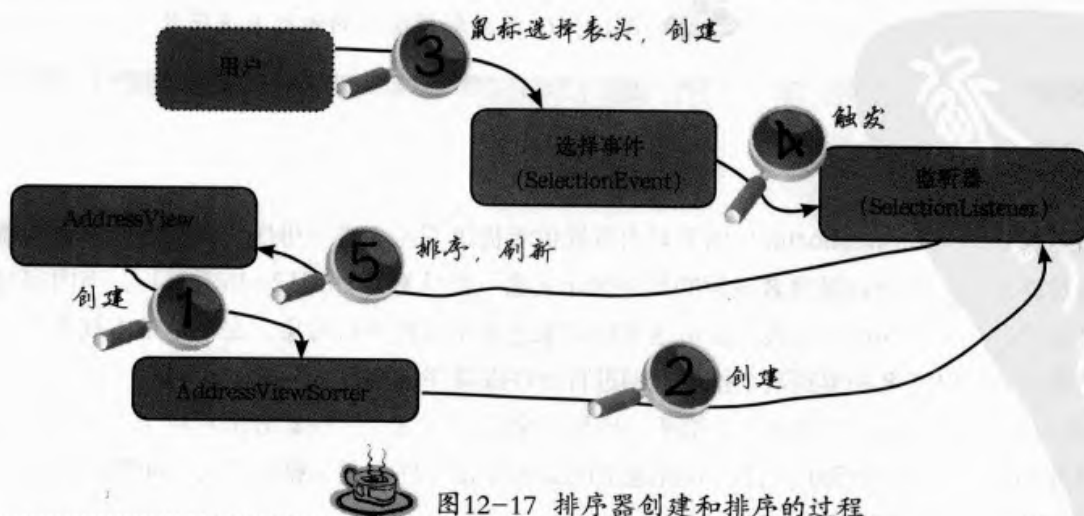 用户
3
鼠标选择表头，创建
选择事件
(SelectionEvent)
4
触发
监听器
(SelectionListener)
AddressView
5
排序，刷新
创建
1
AddressViewSorter
2
创建
图12-17 排序器创建和排序的过程